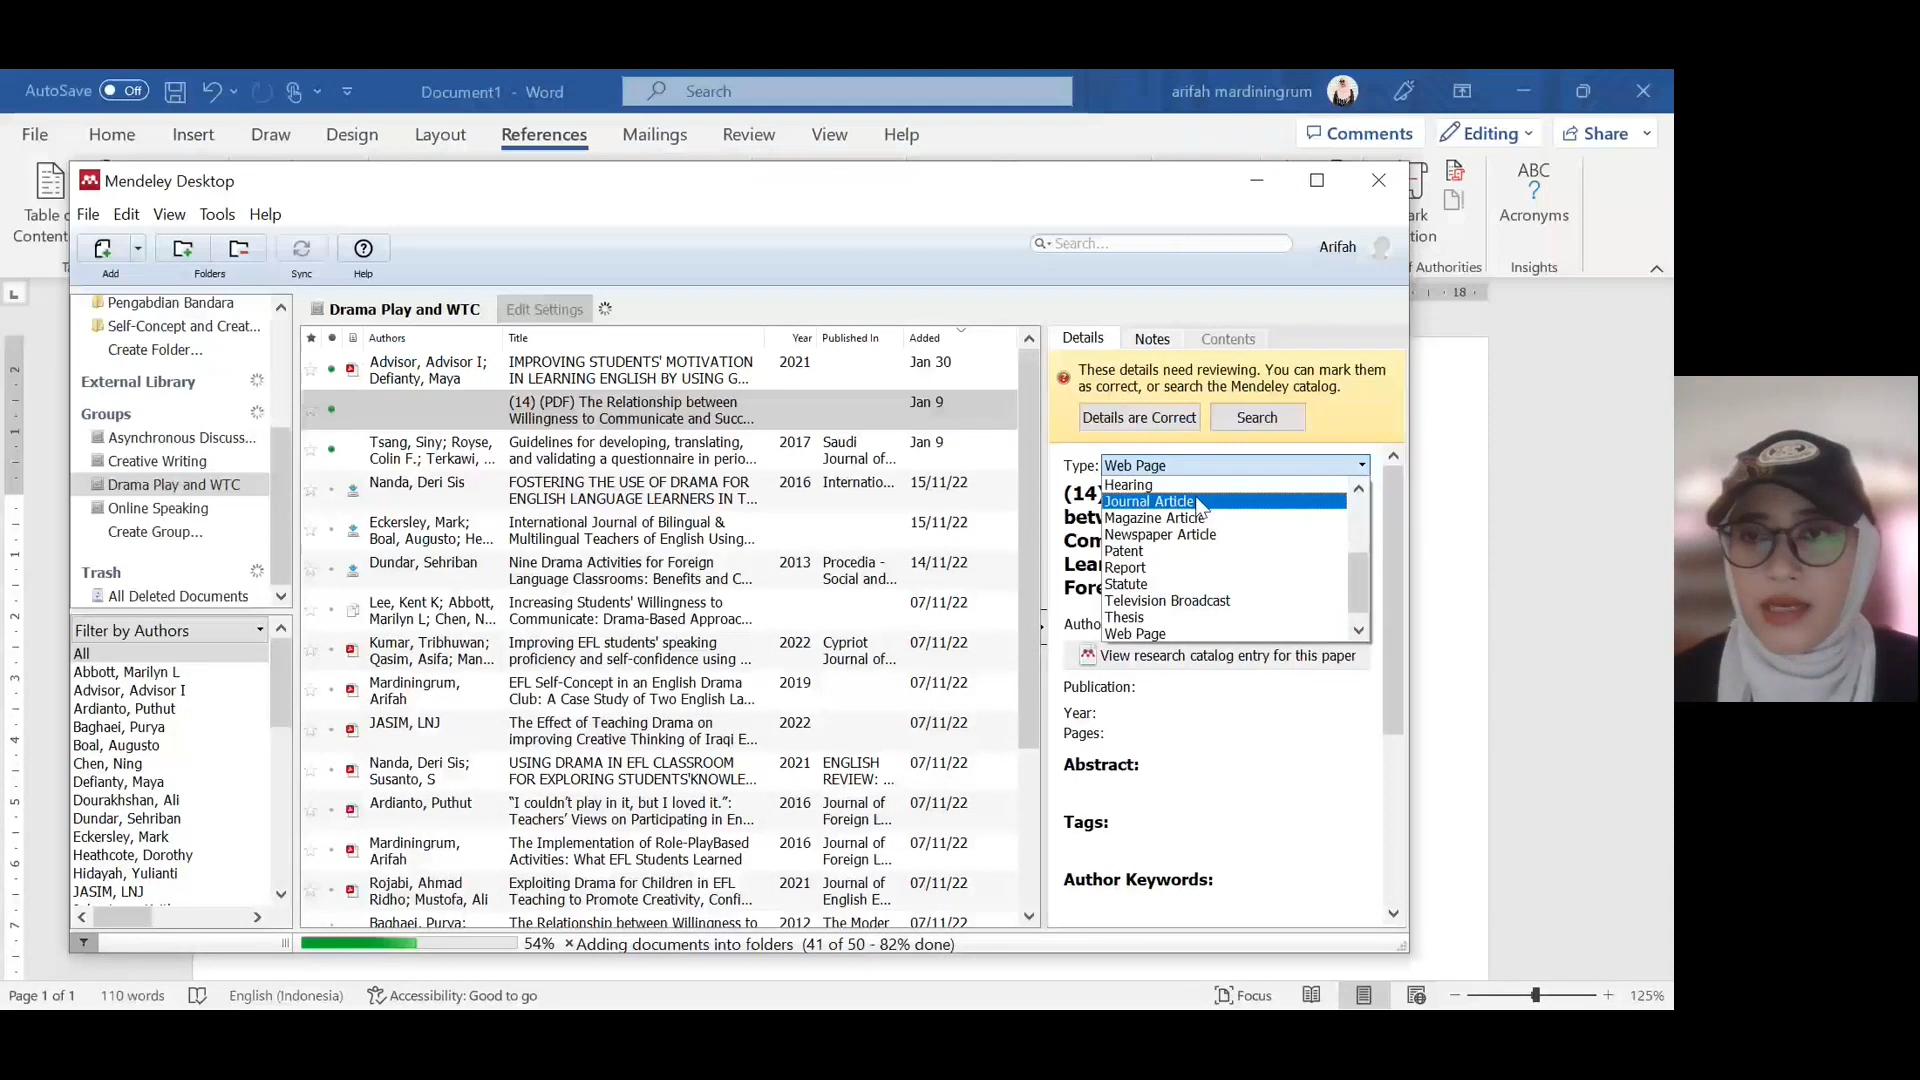 AutoSave Off Document1 - Word Search arifah mardiningrum
File Home Insert Draw Design Layout References Mailings Review View Help Comments Editing Share
Mendeley Desktop
File Edit View Tools Help
Add Folders Sync Help Search... Arifah
Table
Content
ABC
?
Acronyms
f Authorities Insights
18
Pengabdian Bandara
Self-Concept and Creat...
Create Folder...
External Library
Groups
Asynchronous Discuss...
Creative Writing
Drama Play and WTC
Online Speaking
Create Group...
Trash
All Deleted Documents
Filter by Authors
All
Abbott, Marilyn L
Advisor, Advisor I
Ardianto, Puthut
Baghaei, Purya
Boal, Augusto
Chen, Ning
Defianty, Maya
Dourakhshan, Ali
Dundar, Sehriban
Eckersley, Mark
Heathcote, Dorothy
Hidayah, Yulianti
JASIM, LNJ
Drama Play and WTC Edit Settings
Authors Title Year Published In Added
Advisor, Advisor I; IMPROVING STUDENTS' MOTIVATION 2021 Jan 30
Defianty, Maya IN LEARNING ENGLISH BY USING G...
(14) (PDF) The Relationship between Jan 9
Willingness to Communicate and Succ...
Tsang, Siny; Royse, Guidelines for developing, translating, 2017 Saudi Jan 9
Colin F.; Terkawi, ... and validating a questionnaire in perio... Journal of...
Nanda, Deri Sis FOSTERING THE USE OF DRAMA FOR 2016 Internatio... 15/11/22
ENGLISH LANGUAGE LEARNERS IN T...
Eckersley, Mark; International Journal of Bilingual & 15/11/22
Boal, Augusto; He... Multilingual Teachers of English Using...
Dundar, Sehriban Nine Drama Activities for Foreign 2013 Procedia - 14/11/22
Language Classrooms: Benefits and C... Social and...
Lee, Kent K; Abbott, Increasing Students' Willingness to 07/11/22
Marilyn L; Chen, N... Communicate: Drama-Based Approac...
Kumar, Tribhuwan; Improving EFL students' speaking 2022 Cypriot 07/11/22
Qasim, Asifa; Man... proficiency and self-confidence using ... Journal of...
Mardiningrum, EFL Self-Concept in an English Drama 2019 07/11/22
Arifah Club: A Case Study of Two English La...
JASIM, LNJ The Effect of Teaching Drama on 2022 07/11/22
improving Creative Thinking of Iraqi E...
Nanda, Deri Sis; USING DRAMA IN EFL CLASSROOM 2021 ENGLISH 07/11/22
Susanto, S FOR EXPLORING STUDENTS'KNOWLE... REVIEW: ...
Ardianto, Puthut “I couldn’t play in it, but I loved it.”: 2016 Journal of 07/11/22
Teachers’ Views on Participating in En... Foreign L...
Mardiningrum, The Implementation of Role-PlayBased 2016 Journal of 07/11/22
Arifah Activities: What EFL Students Learned Foreign L...
Rojabi, Ahmad Exploiting Drama for Children in EFL 2021 Journal of 07/11/22
Ridho; Mustofa, Ali Teaching to Promote Creativity, Confi... English E...
Baghaei, Purya; The Relationship between Willingness to 2012 The Moder 07/11/22
54% Adding documents into folders (41 of 50 - 82% done)
Details Notes Contents
These details need reviewing. You can mark them
as correct, or search the Mendeley catalog.
Details are Correct Search
Type: Web Page
Hearing
Journal Article
Magazine Article
Newspaper Article
Patent
Report
Statute
Television Broadcast
Thesis
Web Page
(14)
betw
Com
Lea
Fore
Autho
View research catalog entry for this paper
Publication:
Year:
Pages:
Abstract:
Tags:
Author Keywords:
Page 1 of 1 110 words English (Indonesia) Accessibility: Good to go Focus 125%